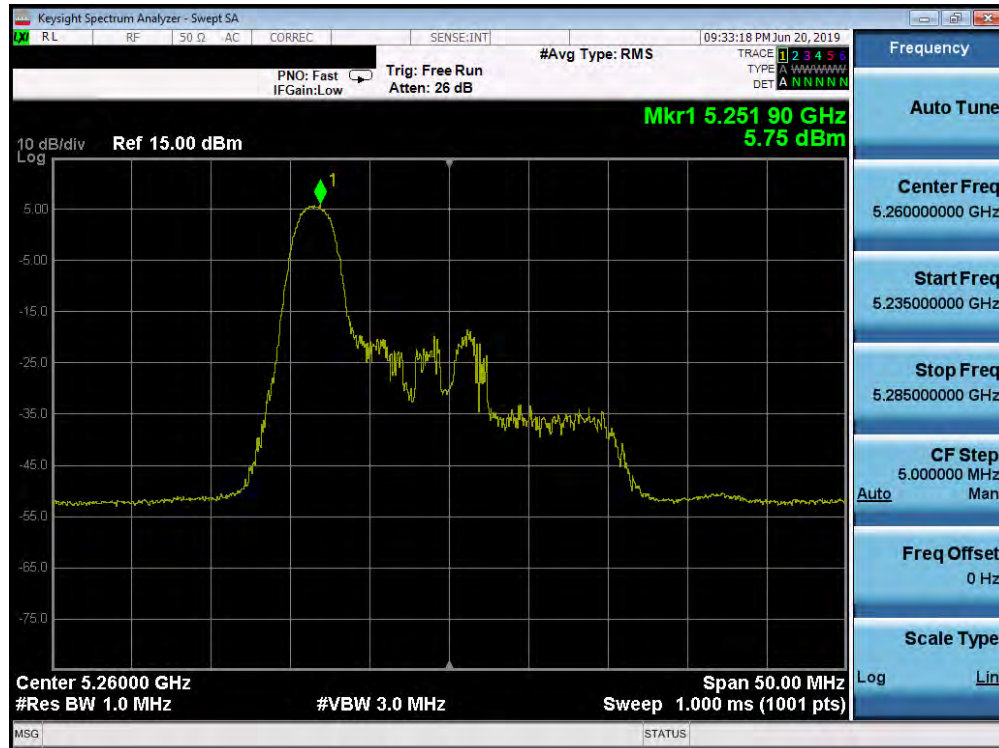 Keysight Spectrum Analyzer - Swept SA
LXI RL RF 50 Ω AC CORREC SENSE:INT 09:33:18 PM Jun 20, 2019
#Avg Type: RMS TRACE 1 2 3 4 5 6
PNO: Fast Trig: Free Run TYPE A WWWWW
IFGain:Low Atten: 26 dB DET A N N N N N
Mkr1 5.251 90 GHz
5.75 dBm
10 dB/div Ref 15.00 dBm
Log
1
5.00
-5.00
-15.0
-25.0
-35.0
-45.0
-55.0
-65.0
-75.0
Center 5.26000 GHz Span 50.00 MHz
#Res BW 1.0 MHz #VBW 3.0 MHz Sweep 1.000 ms (1001 pts)
MSG STATUS
Frequency
Auto Tune
Center Freq
5.260000000 GHz
Start Freq
5.235000000 GHz
Stop Freq
5.285000000 GHz
CF Step
5.000000 MHz
Auto Man
Freq Offset
0 Hz
Scale Type
Log Lin